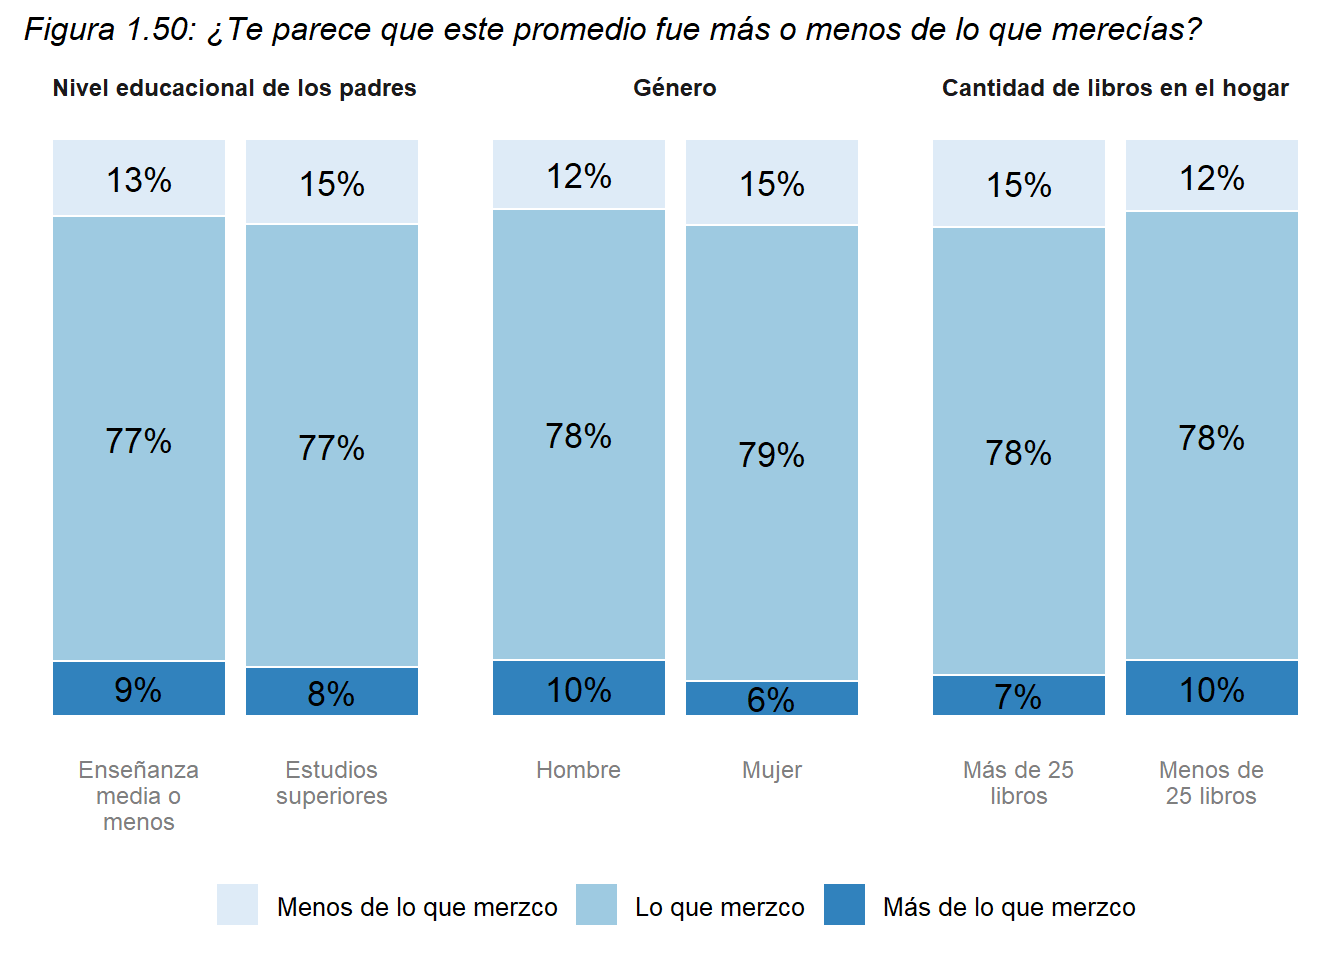 Figura 1.50: ¿Te parece que este promedio fue más o menos de lo que merecías?
Nivel educacional de los padres
Género
Cantidad de libros en el hogar
13%
15%
12%
15%
15%
12%
77%
77%
78%
79%
78%
78%
9%
8%
10%
6%
7%
10%
Enseñanza
media o
menos
Estudios
superiores
Hombre
Mujer
Más de 25
libros
Menos de
25 libros
Menos de lo que merzco
Lo que merzco
Más de lo que merzco